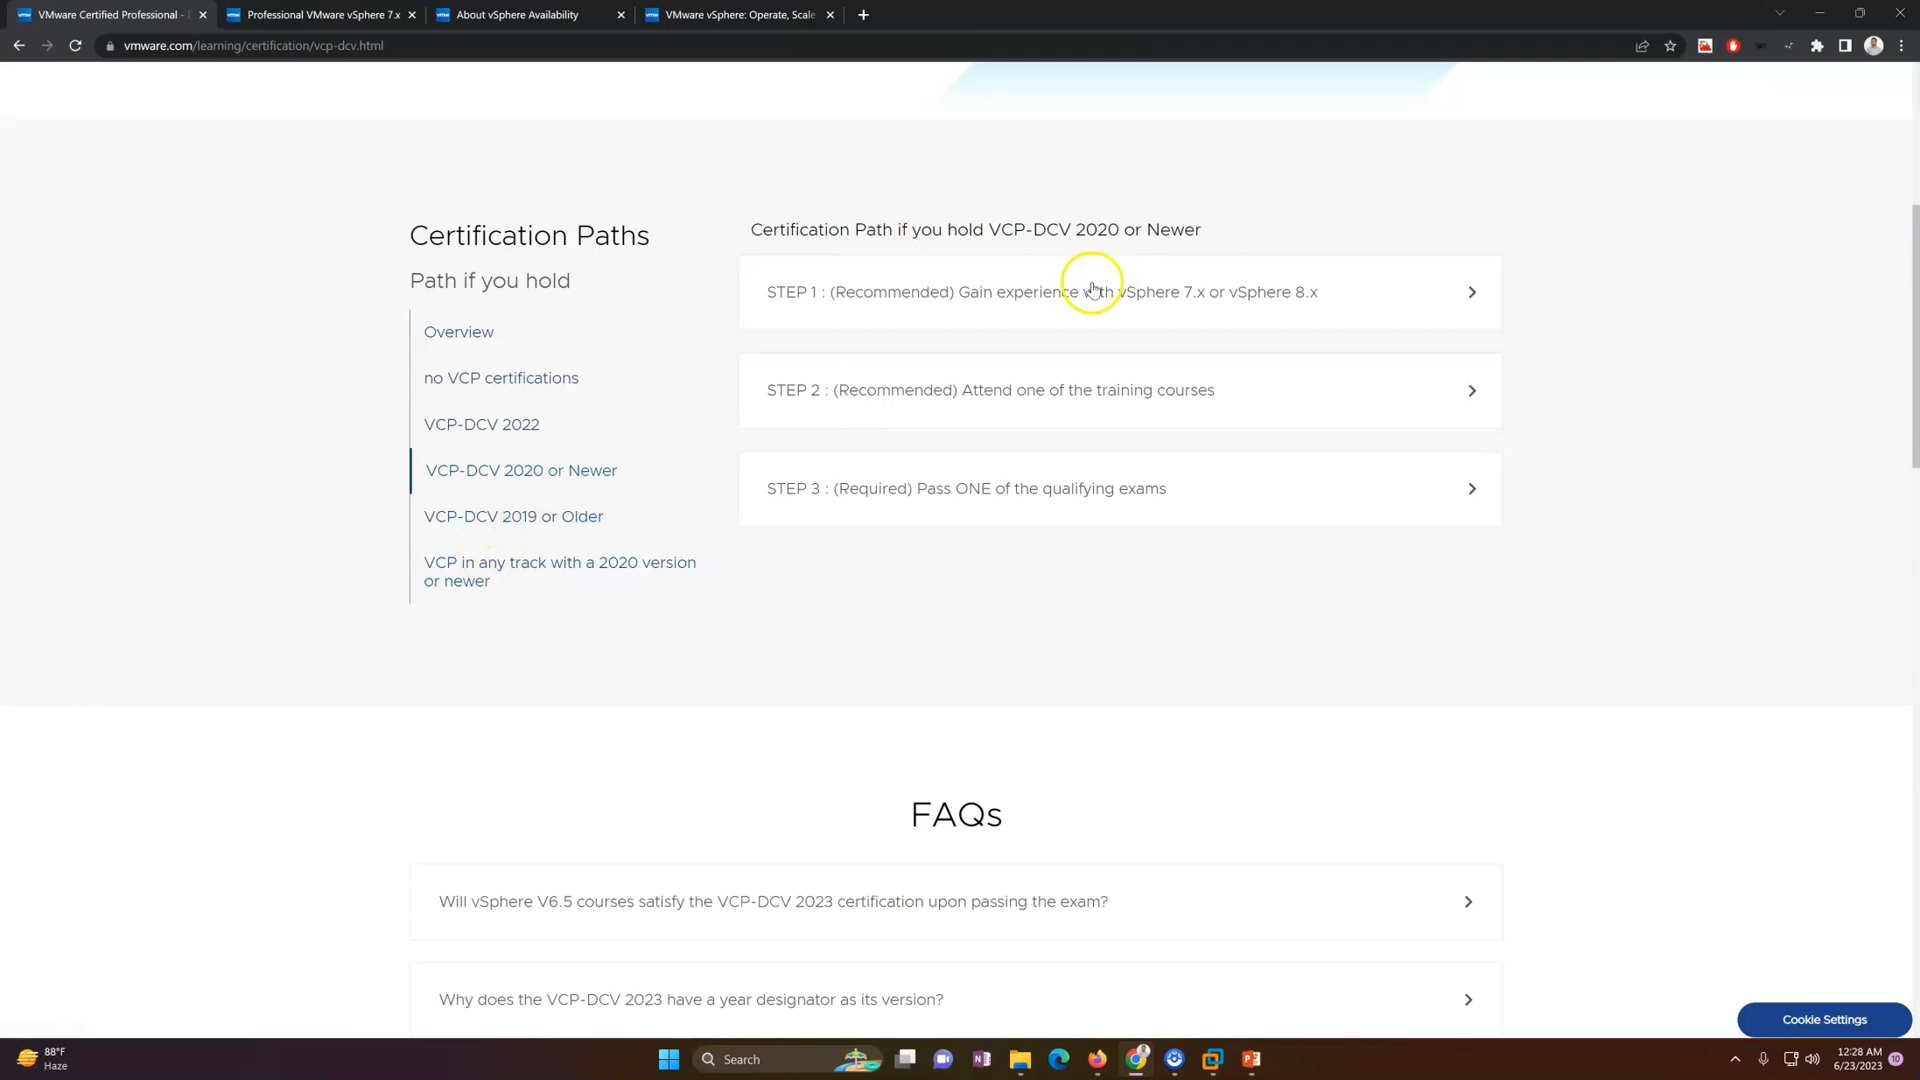 VMware Certified Professional -
Professional VMware vSphere 7.x
About vSphere Availability
VMware vSphere: Operate, Scale
vmware.com/learning/certification/vcp-dcv.html
Certification Paths
Path if you hold
Overview
no VCP certifications
VCP-DCV 2022
VCP-DCV 2020 or Newer
VCP-DCV 2019 or Older
VCP in any track with a 2020 version
or newer
Certification Path if you hold VCP-DCV 2020 or Newer
STEP 1 : (Recommended) Gain experience with vSphere 7.x or vSphere 8.x
STEP 2 : (Recommended) Attend one of the training courses
STEP 3 : (Required) Pass ONE of the qualifying exams
FAQs
Will vSphere V6.5 courses satisfy the VCP-DCV 2023 certification upon passing the exam?
Why does the VCP-DCV 2023 have a year designator as its version?
Cookie Settings
88°F
Haze
Search
12:28 AM
6/23/2023
10